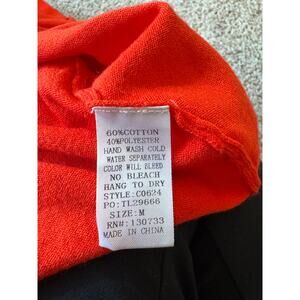 60%COTTON
40%POLYESTER
HAND WASH COLD
WATER SEPARATELY
COLOR WILL BLEED
NO BLEACH
HANG TO DRY
STYLE:C0624
PO:TL29666
SIZE:M
RN#:130733
MADE IN CHINA